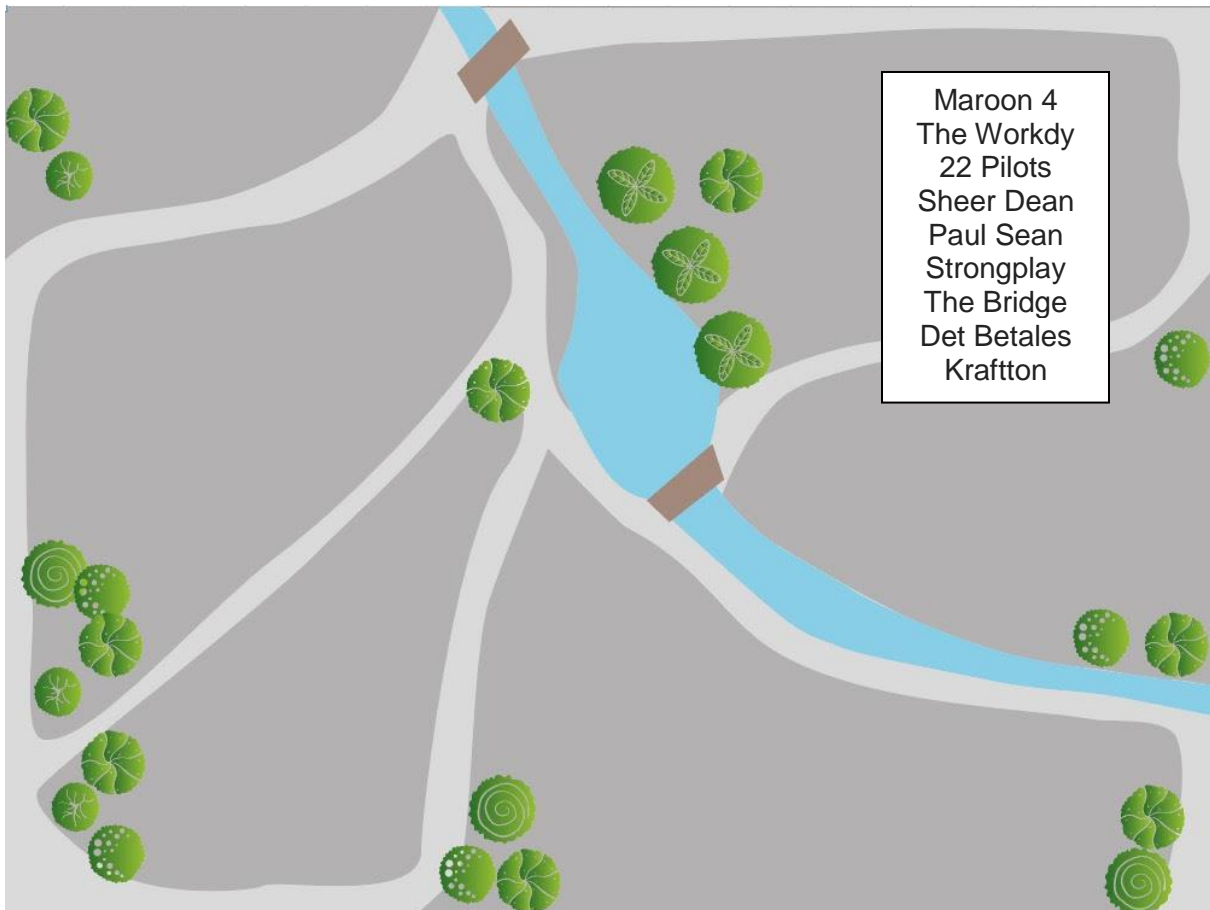 Maroon 4
The Workdy
22 Pilots
Sheer Dean
Paul Sean
Strongplay
The Bridge
Det Betales
Kraftton